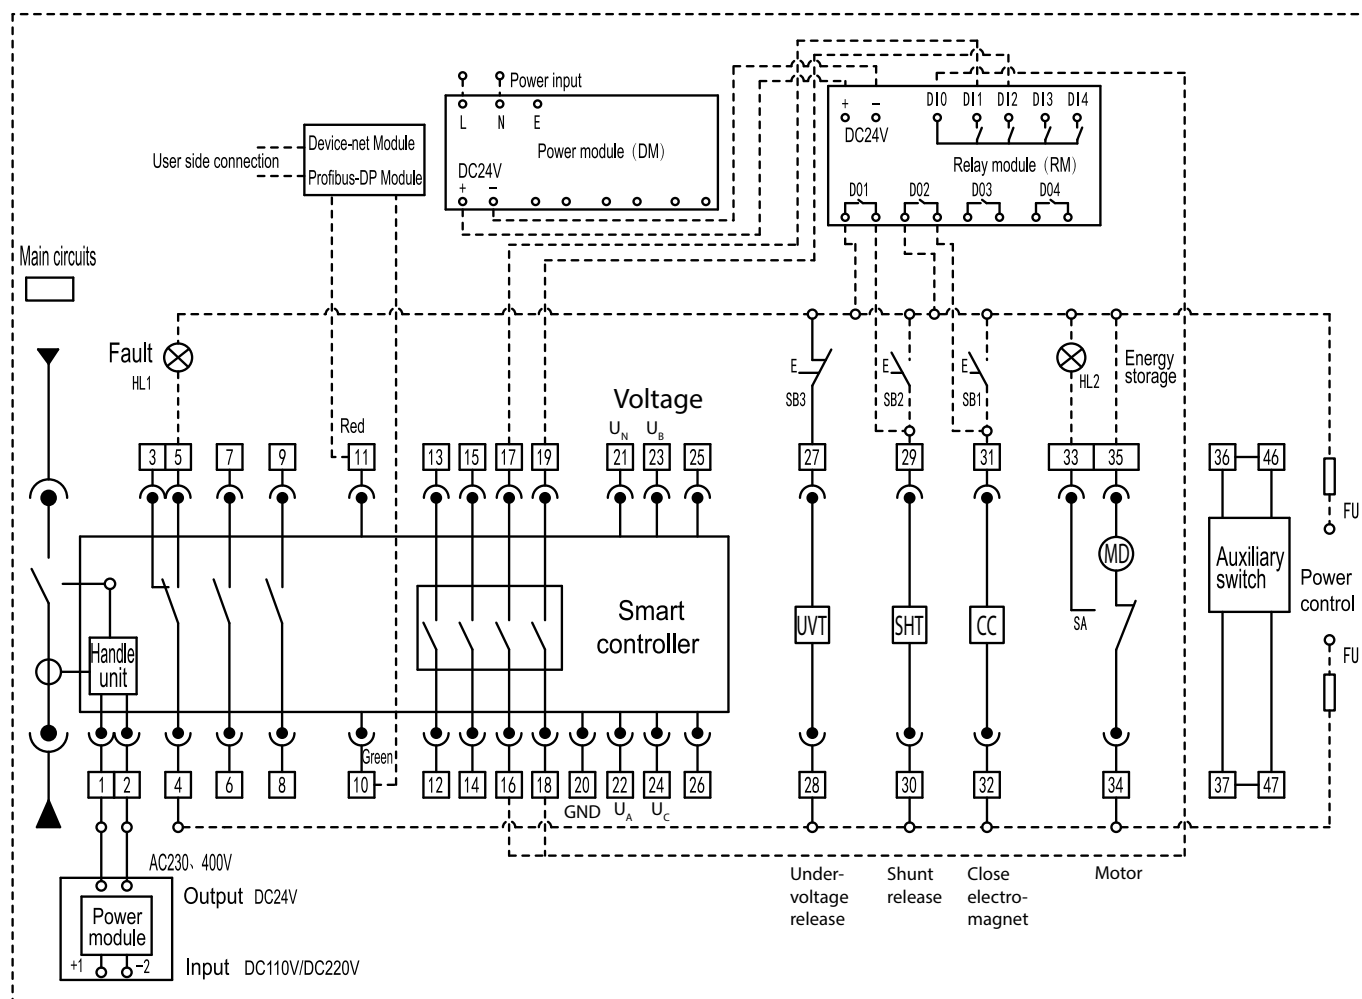 Power input
L N E
Power module (DM)
DC24V
+ −
+ −
DC24V
DI0 DI1 DI2 DI3 DI4
Relay module (RM)
DO1 DO2 DO3 DO4
User side connection
Device-net Module
Profibus-DP Module
Main circuits
Fault
HL1
Red
Voltage
U_N U_B
E SB3
E SB2
E SB1
HL2
Energy
storage
3 5 7 9 11 13 15 17 19 21 23 25 27 29 31 33 35 36 46
FU
Smart
controller
Handle
unit
UVT
SHT
CC
MD
SA
Auxiliary
switch
Power
control
FU
Green
1 2 4 6 8 10 12 14 16 18 20 22 24 26 28 30 32 34 37 47
GND U_A U_C
AC230、400V
Output DC24V
Power
module
+1 −2
Input DC110V/DC220V
Under-
voltage
release
Shunt
release
Close
electro-
magnet
Motor